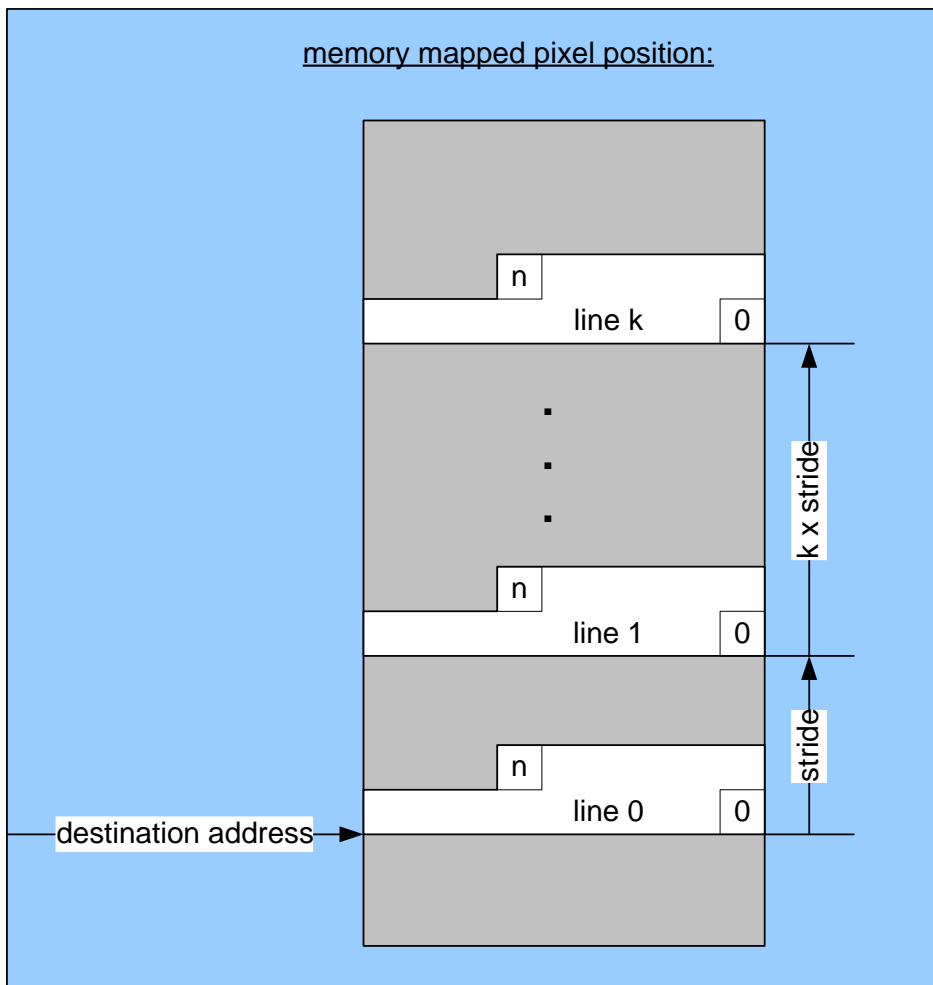 memory mapped pixel position:
n
line k 0
k x stride
n
line 1 0
stride
n
line 0 0
destination address